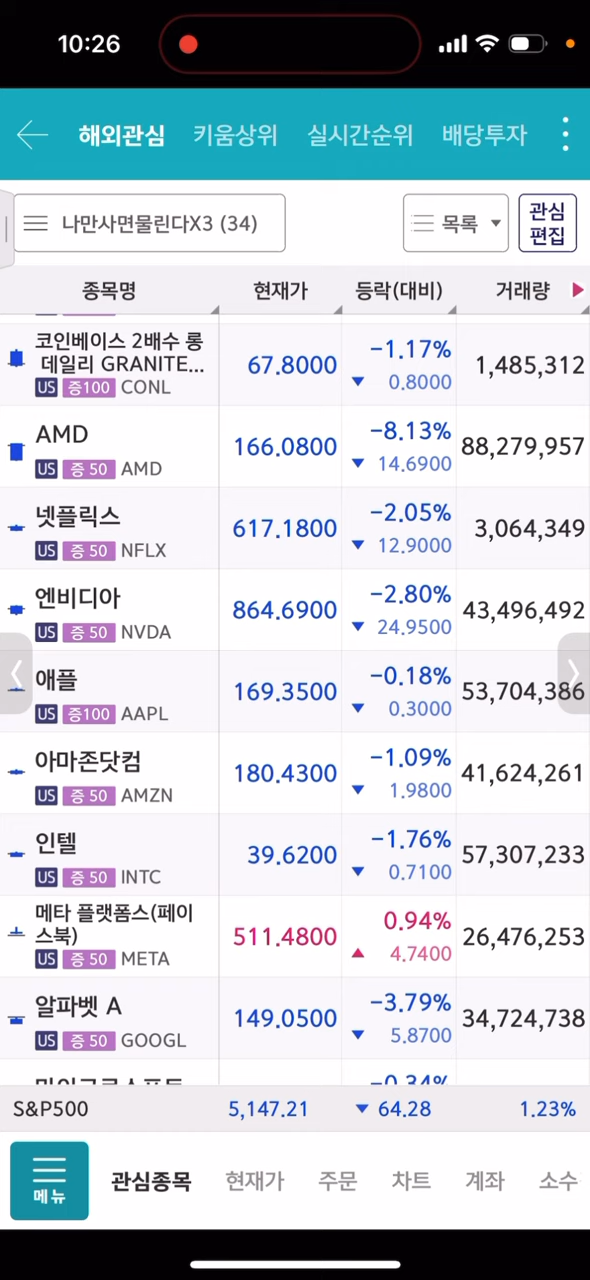 10:26
해외관심 키움상위 실시간순위 배당투자
나만사면물린다X3 (34) 목록 관심편집
종목명 현재가 등락(대비) 거래량
코인베이스 2배수 롱 데일리 GRANITE... 67.8000 -1.17% 1,485,312
US 증100 CONL 0.8000
AMD 166.0800 -8.13% 88,279,957
US 증 50 AMD 14.6900
넷플릭스 617.1800 -2.05% 3,064,349
US 증 50 NFLX 12.9000
엔비디아 864.6900 -2.80% 43,496,492
US 증 50 NVDA 24.9500
애플 169.3500 -0.18% 53,704,386
US 증100 AAPL 0.3000
아마존닷컴 180.4300 -1.09% 41,624,261
US 증 50 AMZN 1.9800
인텔 39.6200 -1.76% 57,307,233
US 증 50 INTC 0.7100
메타 플랫폼스(페이스북) 511.4800 0.94% 26,476,253
US 증 50 META 4.7400
알파벳 A 149.0500 -3.79% 34,724,738
US 증 50 GOOGL 5.8700
S&P500 5,147.21 64.28 1.23%
메뉴 관심종목 현재가 주문 차트 계좌 소수